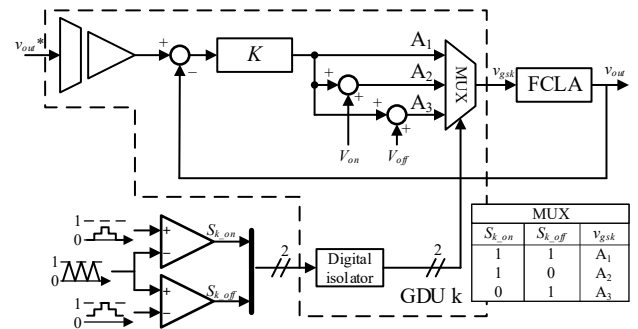 v_out*
+
−
K
A₁
A₂
A₃
+
+
+
+
V_on
V_off
MUX
v_gsk
FCLA
v_out
1
0
+
−
S_k_on
1
0
+
−
S_k_off
1
0
2
Digital
isolator
2
GDU k
MUX
S_k_on S_k_off v_gsk
1 1 A₁
1 0 A₂
0 1 A₃